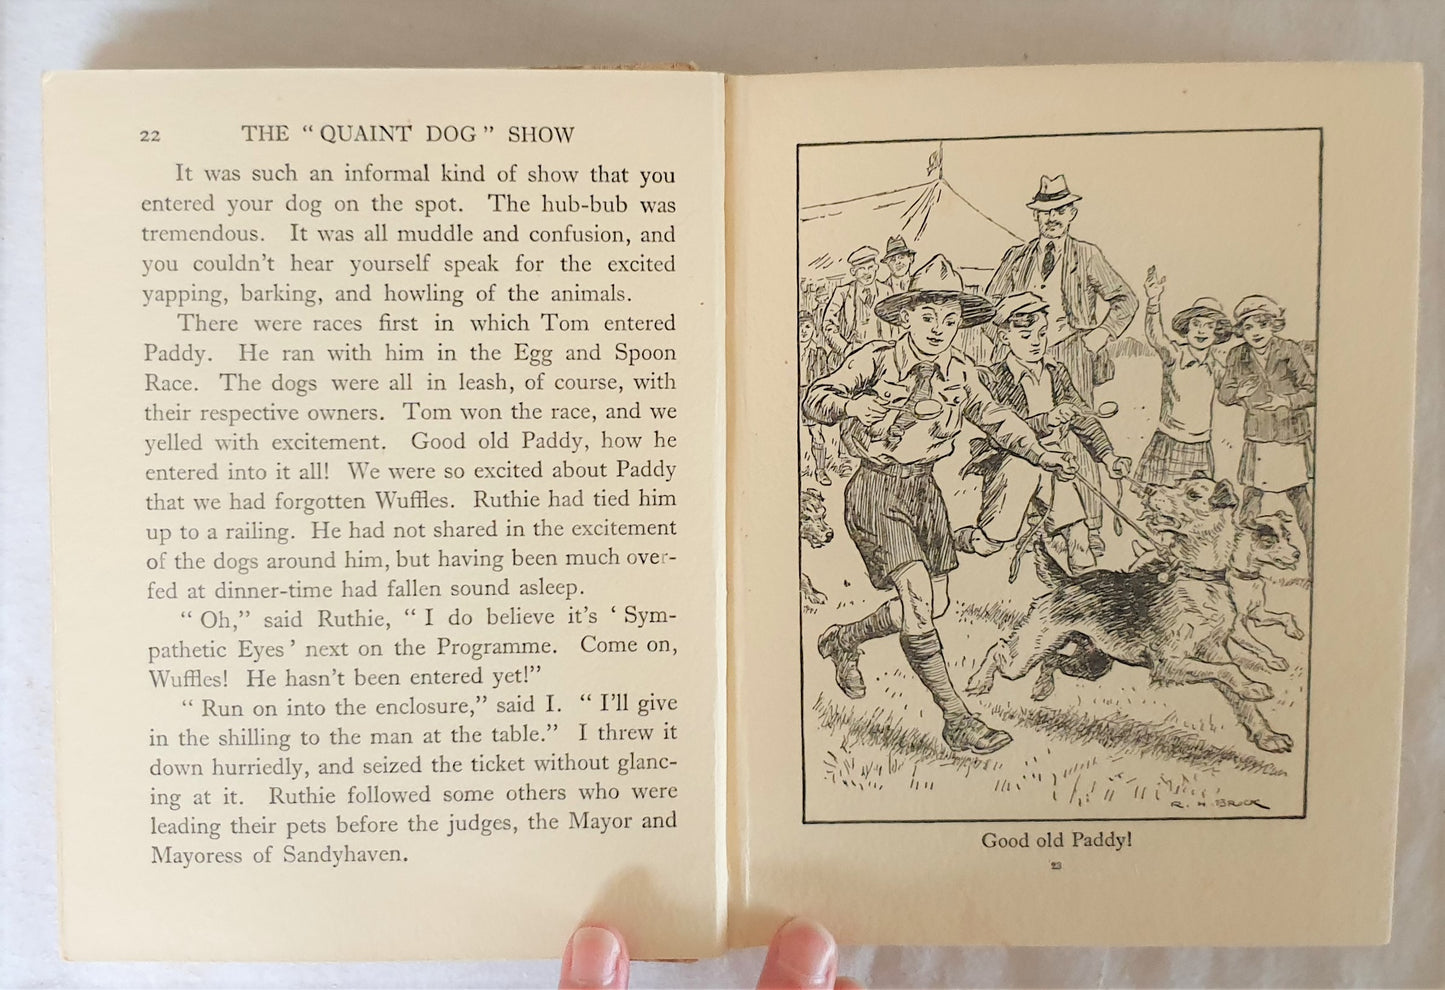 22 THE “ QUAINT DOG ” SHOW
It was such an informal kind of show that you
entered your dog on the spot. The hub-bub was
tremendous. It was all muddle and confusion, and
you couldn’t hear yourself speak for the excited
yapping, barking, and howling of the animals.
There were races first in which Tom entered
Paddy. He ran with him in the Egg and Spoon
Race. The dogs were all in leash, of course, with
their respective owners. Tom won the race, and we
yelled with excitement. Good old Paddy, how he
entered into it all! We were so excited about Paddy
that we had forgotten Wuffles. Ruthie had tied him
up to a railing. He had not shared in the excitement
of the dogs around him, but having been much over-
fed at dinner-time had fallen sound asleep.
“ Oh,” said Ruthie, “ I do believe it’s ‘ Sym-
pathetic Eyes ’ next on the Programme. Come on,
Wuffles! He hasn’t been entered yet!”
“ Run on into the enclosure,” said I. “ I’ll give
in the shilling to the man at the table.” I threw it
down hurriedly, and seized the ticket without glanc-
ing at it. Ruthie followed some others who were
leading their pets before the judges, the Mayor and
Mayoress of Sandyhaven.
R. H. BROCK
Good old Paddy!
23